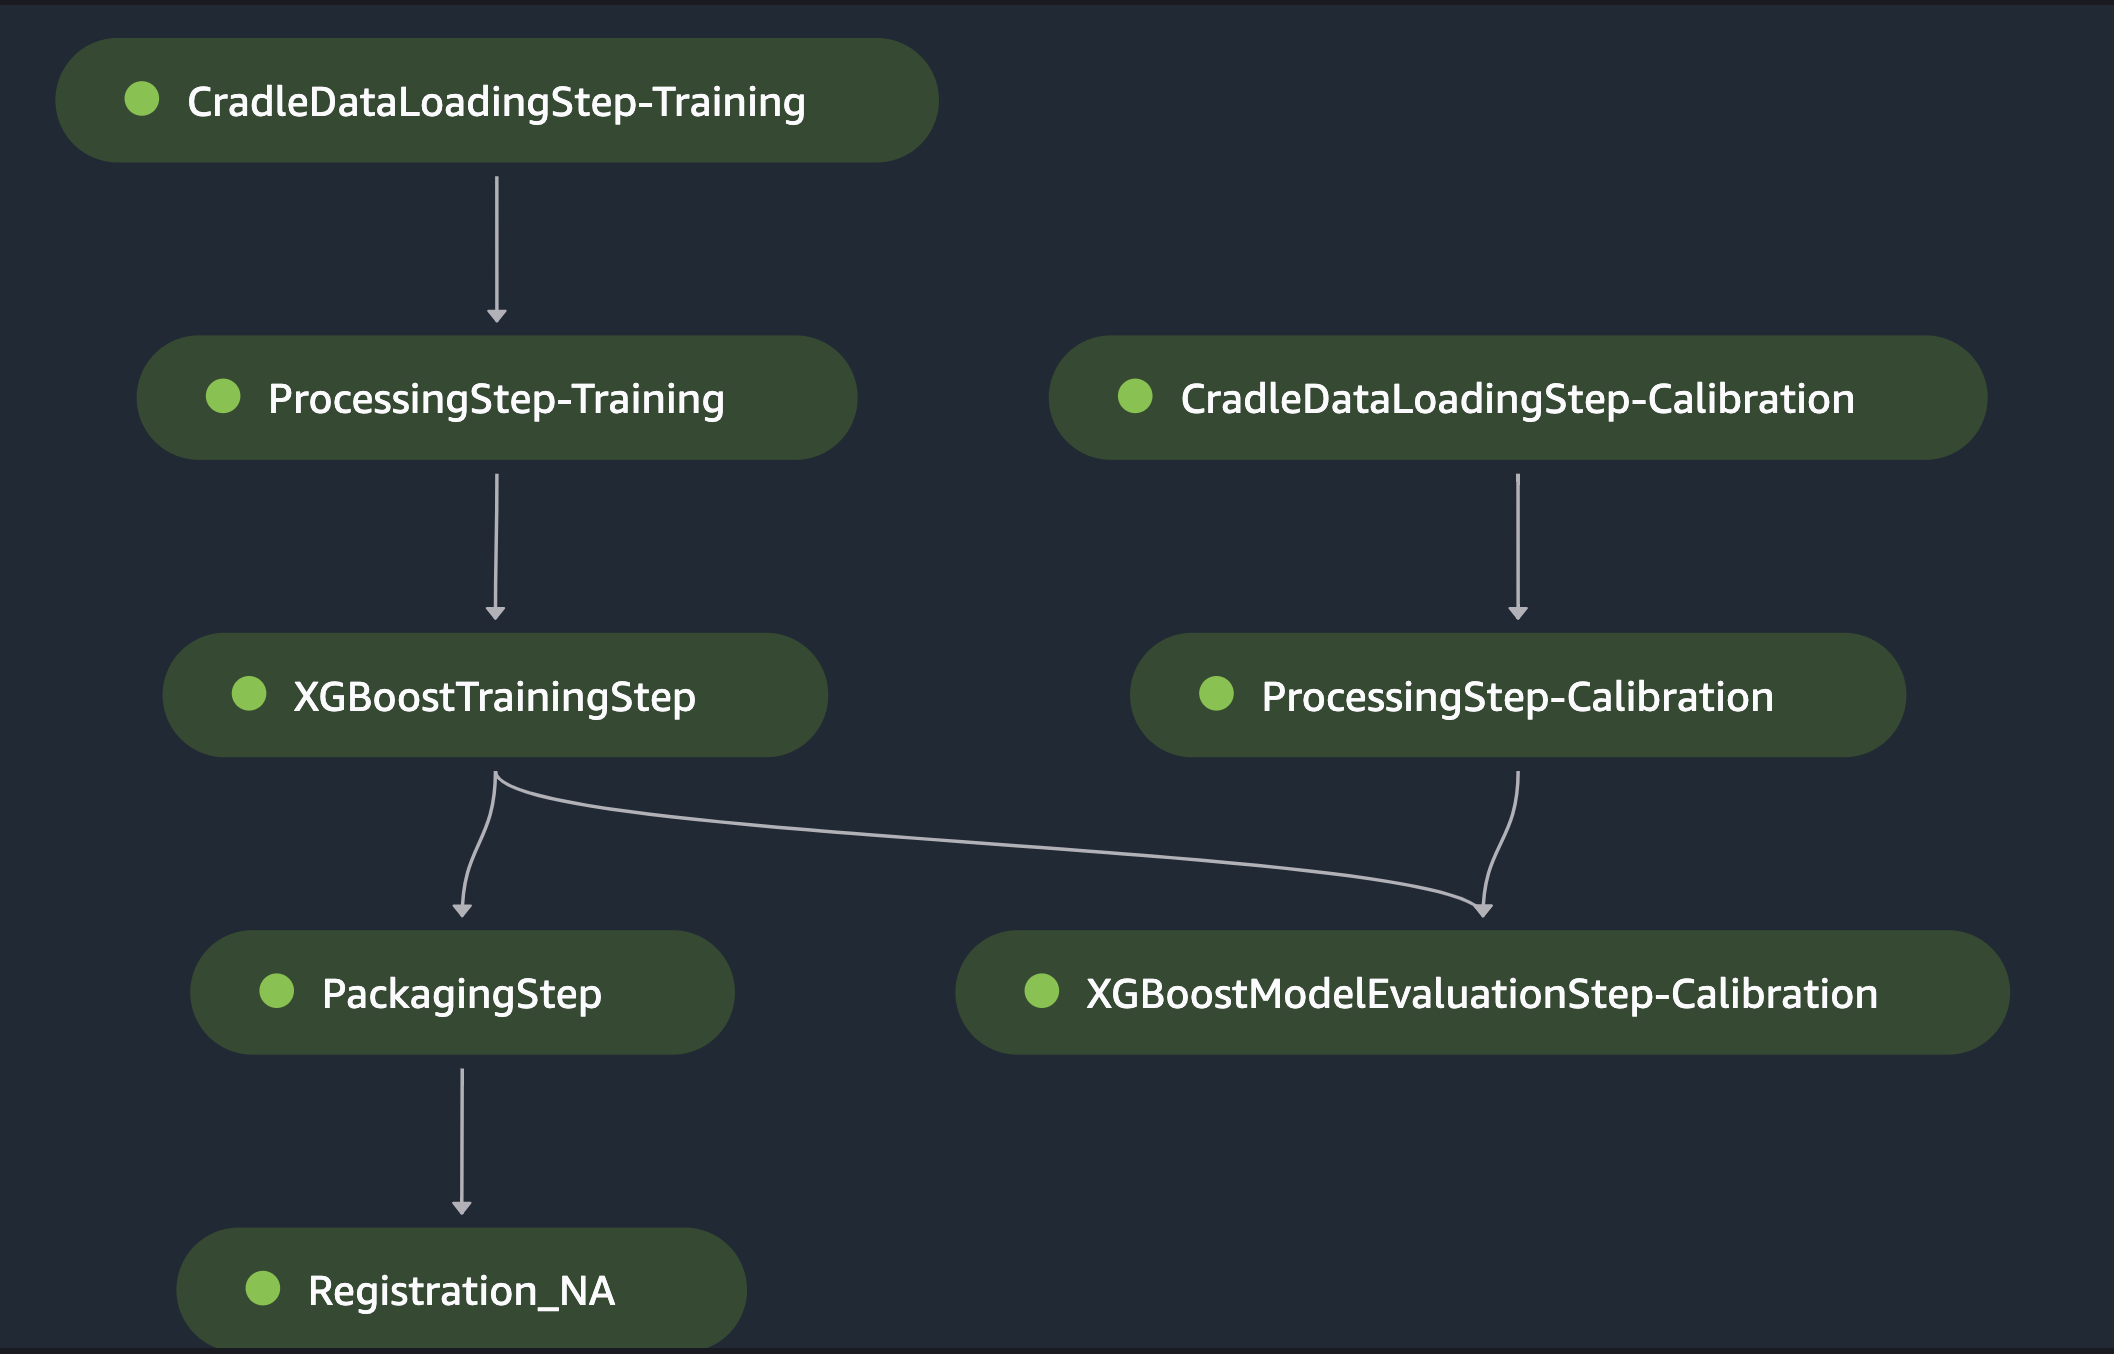 CradleDataLoadingStep-Training
ProcessingStep-Training
CradleDataLoadingStep-Calibration
XGBoostTrainingStep
ProcessingStep-Calibration
PackagingStep
XGBoostModelEvaluationStep-Calibration
Registration_NA